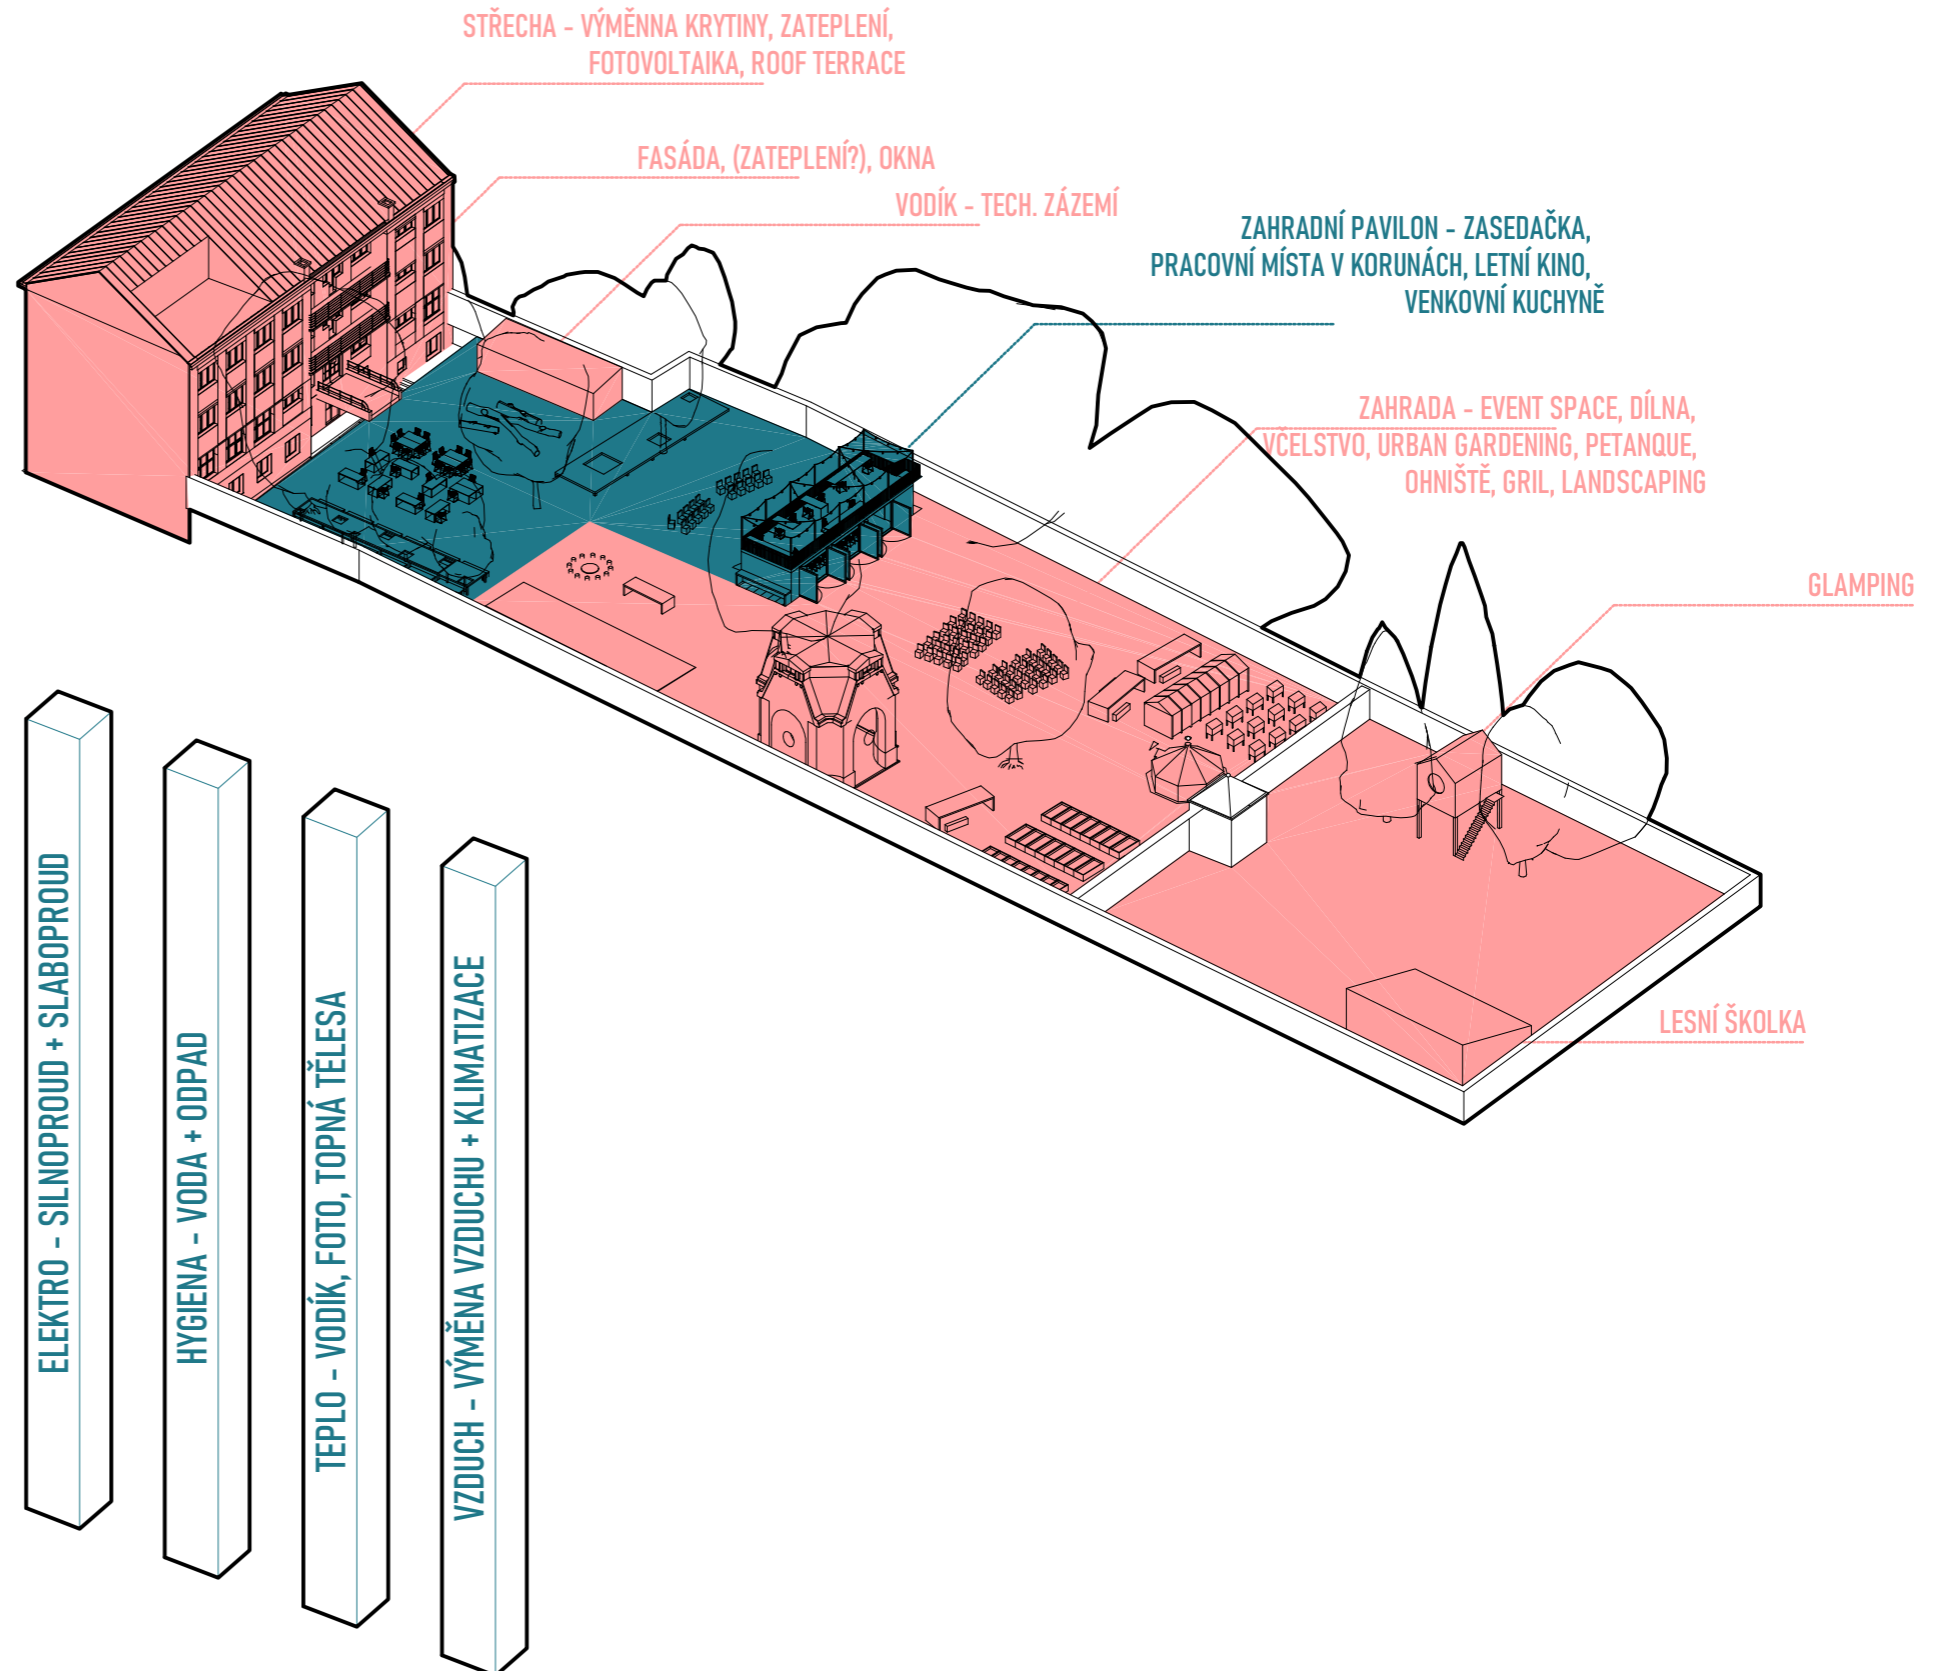 STŘECHA - VÝMĚNNA KRYTINY, ZATEPLENÍ,
FOTOVOLTAIKA, ROOF TERRACE
FASÁDA, (ZATEPLENÍ?), OKNA
VODÍK - TECH. ZÁZEMÍ
ZAHRADNÍ PAVILON - ZASEDAČKA,
PRACOVNÍ MÍSTA V KORUNÁCH, LETNÍ KINO,
VENKOVNÍ KUCHYNĚ
ZAHRADA - EVENT SPACE, DÍLNA,
VČELSTVO, URBAN GARDENING, PETANQUE,
OHNIŠTĚ, GRIL, LANDSCAPING
GLAMPING
LESNÍ ŠKOLKA
ELEKTRO - SILNOPROUD + SLABOPROUD
HYGIENA - VODA + ODPAD
TEPLO - VODÍK, FOTO, TOPNÁ TĚLESA
VZDUCH - VÝMĚNA VZDUCHU + KLIMATIZACE